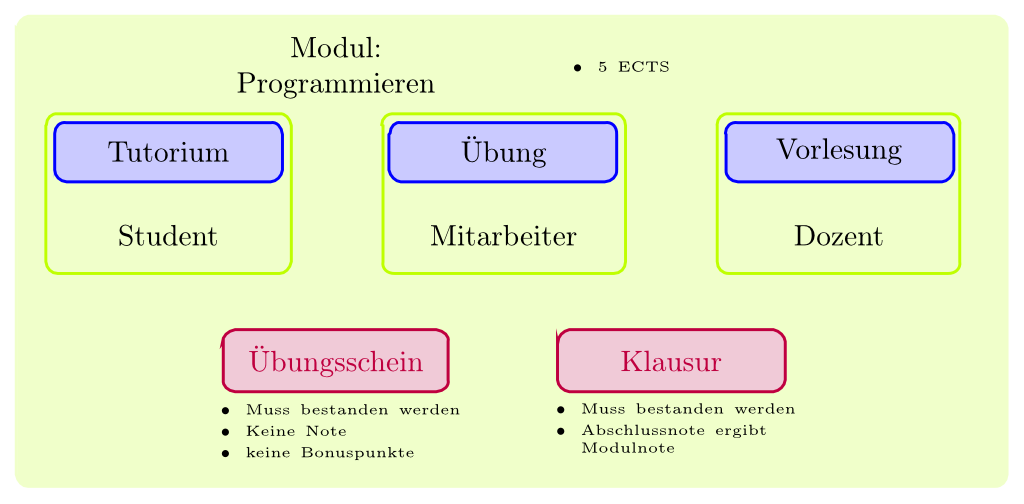 Modul:
Programmieren
• 5 ECTS
Tutorium
Übung
Vorlesung
Student
Mitarbeiter
Dozent
Übungsschein
• Muss bestanden werden
• Keine Note
• keine Bonuspunkte
Klausur
• Muss bestanden werden
• Abschlussnote ergibt
Modulnote